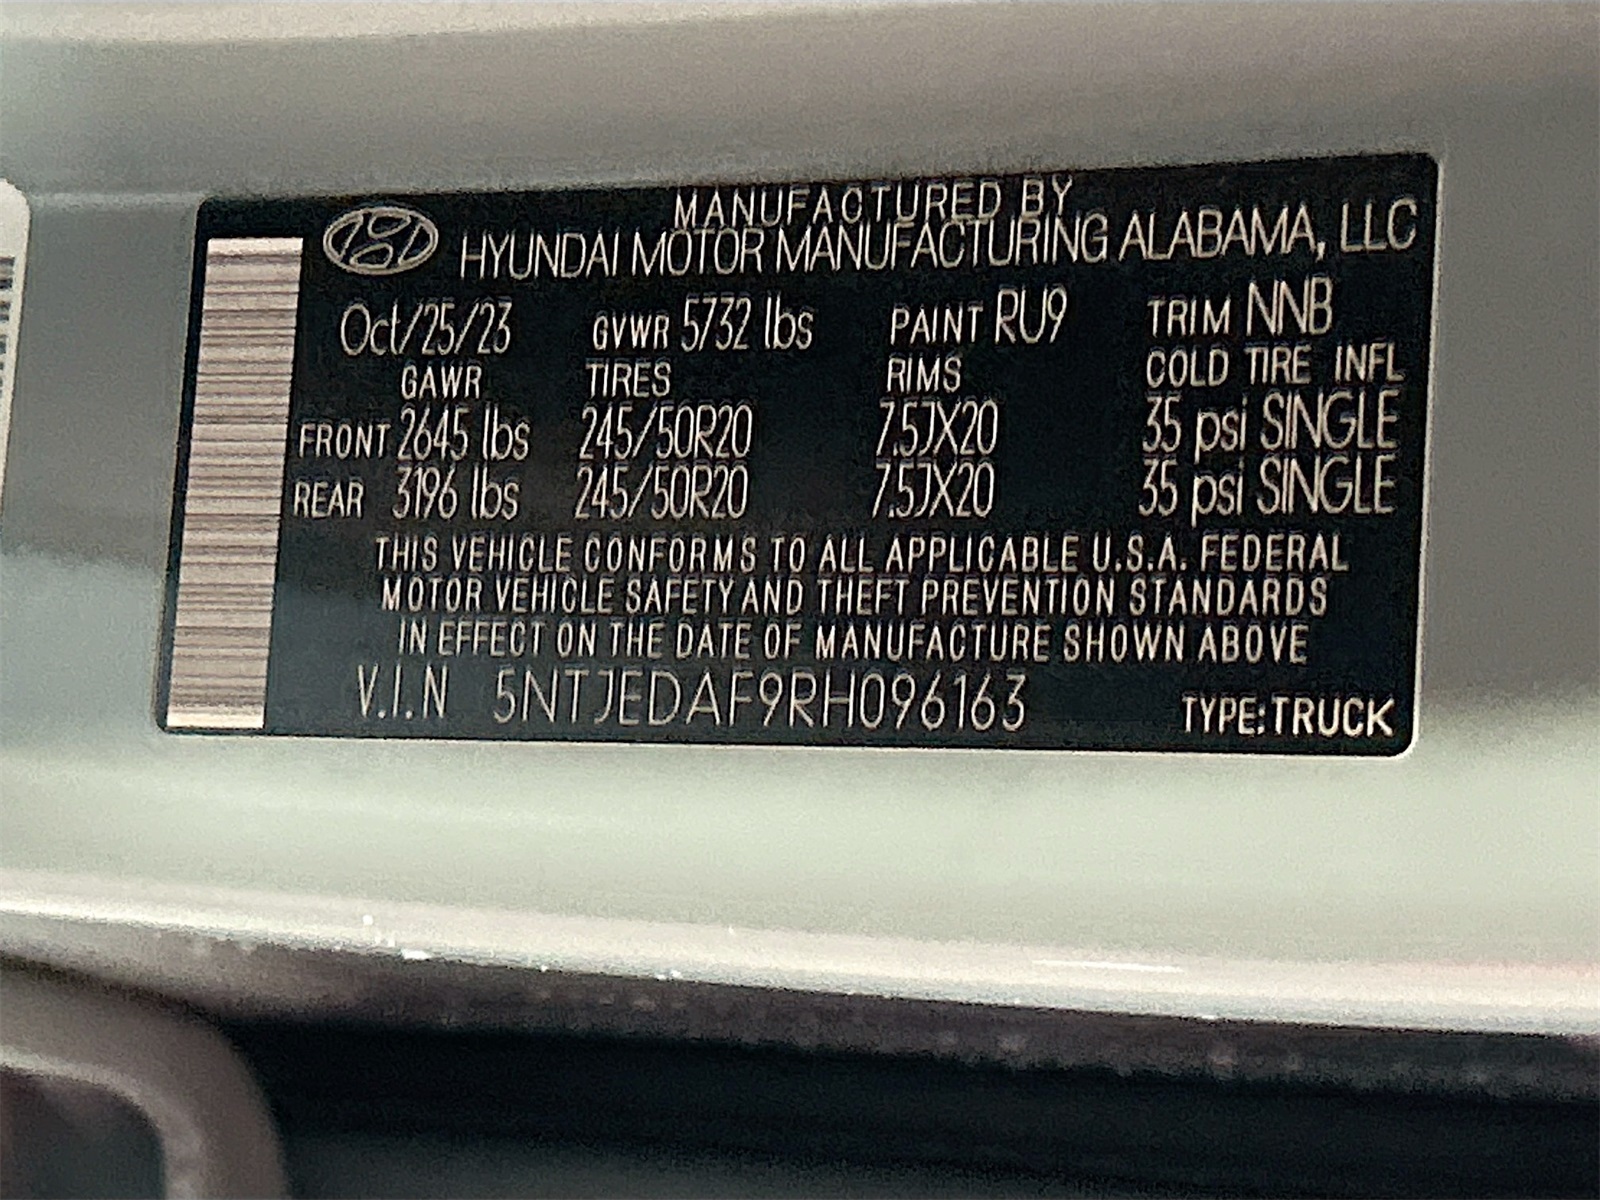 MANUFACTURED BY
HYUNDAI MOTOR MANUFACTURING ALABAMA, LLC
Oct/25/23 GVWR 5732 lbs PAINT RU9 TRIM NNB
GAWR TIRES RIMS COLD TIRE INFL
FRONT 2645 lbs 245/50R20 7.5JX20 35 psi SINGLE
REAR 3196 lbs 245/50R20 7.5JX20 35 psi SINGLE
THIS VEHICLE CONFORMS TO ALL APPLICABLE U.S.A. FEDERAL
MOTOR VEHICLE SAFETY AND THEFT PREVENTION STANDARDS
IN EFFECT ON THE DATE OF MANUFACTURE SHOWN ABOVE
V.I.N 5NTJEDAF9RH096163 TYPE:TRUCK